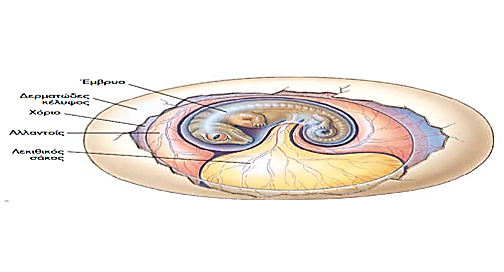 Έμβρυο
Δερματώδες
κέλυφος
Χόριο
Αλλαντοΐς
Λεκιθικός
σάκος